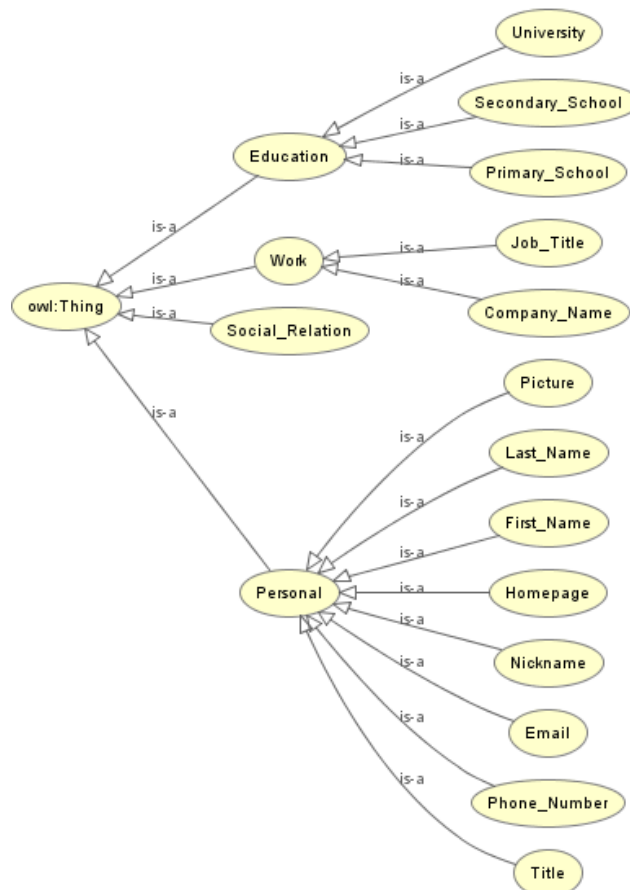 University
is-a
Secondary_School
is-a
Education
is-a
Primary_School
is-a
Job_Title
is-a
Work
is-a
owl:Thing
is-a
Social_Relation
Company_Name
is-a
Picture
is-a
is-a
Last_Name
is-a
First_Name
is-a
Personal
is-a
Homepage
is-a
Nickname
is-a
Email
is-a
Phone_Number
is-a
Title